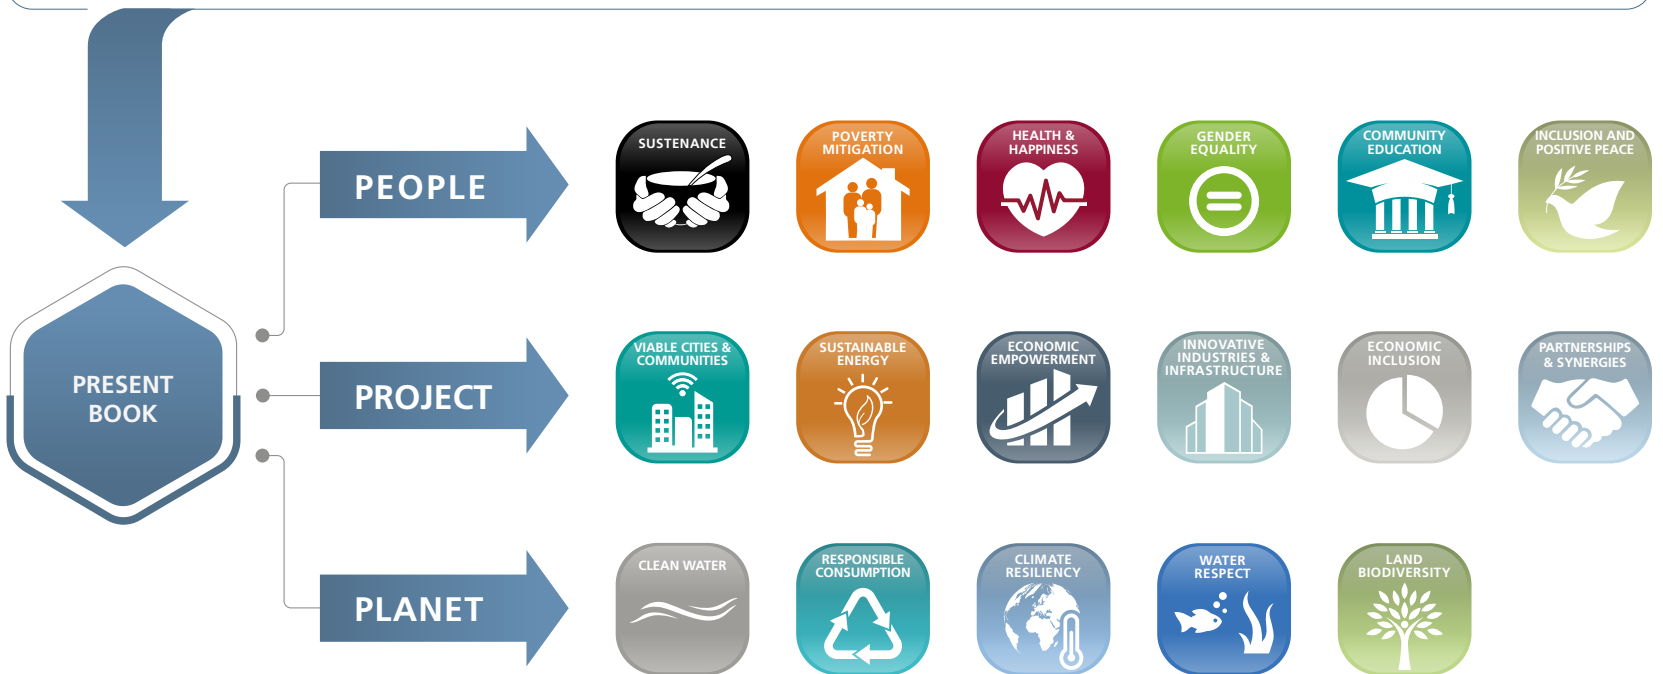 PRESENT
BOOK
PEOPLE
SUSTENANCE
POVERTY
MITIGATION
HEALTH &
HAPPINESS
GENDER
EQUALITY
COMMUNITY
EDUCATION
INCLUSION AND
POSITIVE PEACE
PROJECT
VIABLE CITIES &
COMMUNITIES
SUSTAINABLE
ENERGY
ECONOMIC
EMPOWERMENT
INNOVATIVE
INDUSTRIES &
INFRASTRUCTURE
ECONOMIC
INCLUSION
PARTNERSHIPS
& SYNERGIES
PLANET
CLEAN WATER
RESPONSIBLE
CONSUMPTION
CLIMATE
RESILIENCY
WATER
RESPECT
LAND
BIODIVERSITY